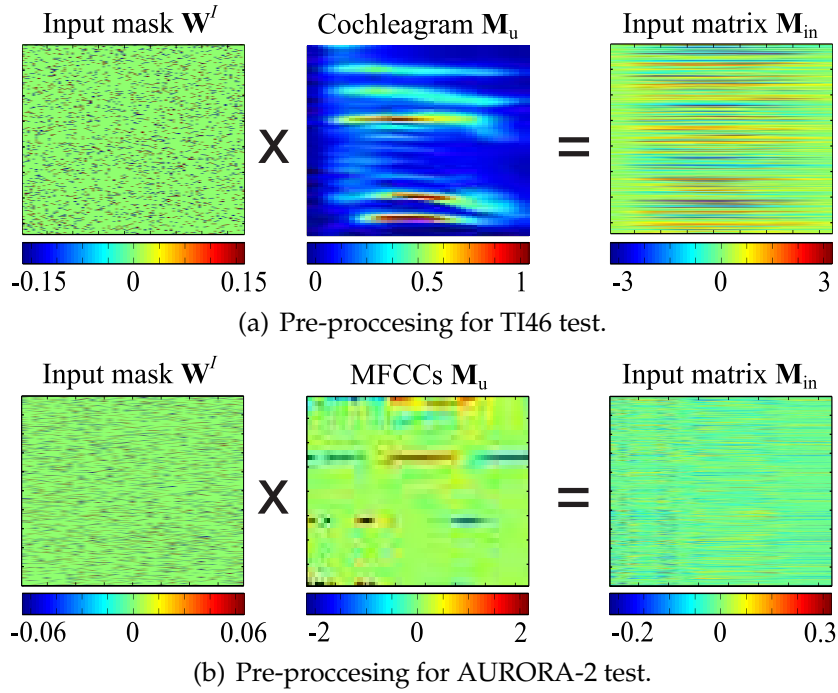 Input mask W^I Cochleagram M_u Input matrix M_in
X =
-0.15 0 0.15 0 0.5 1 -3 0 3
(a) Pre-proccesing for TI46 test.
Input mask W^I MFCCs M_u Input matrix M_in
X =
-0.06 0 0.06 -2 0 2 -0.2 0 0.3
(b) Pre-proccesing for AURORA-2 test.